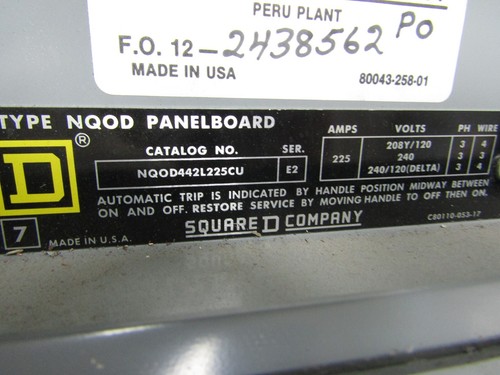 PERU PLANT
F.O. 12-2438562 PO
MADE IN USA 80043-258-01
TYPE NQOD PANELBOARD
CATALOG NO. SER. AMPS VOLTS PH WIRE
NQOD442L225CU E2 225
208Y/120 3 4
240 3 3
240/120(DELTA) 3 4
D ®
AUTOMATIC TRIP IS INDICATED BY HANDLE POSITION MIDWAY BETWEEN
ON AND OFF. RESTORE SERVICE BY MOVING HANDLE TO OFF THEN ON.
7 MADE IN U.S.A. SQUARE D COMPANY C80110-053-17